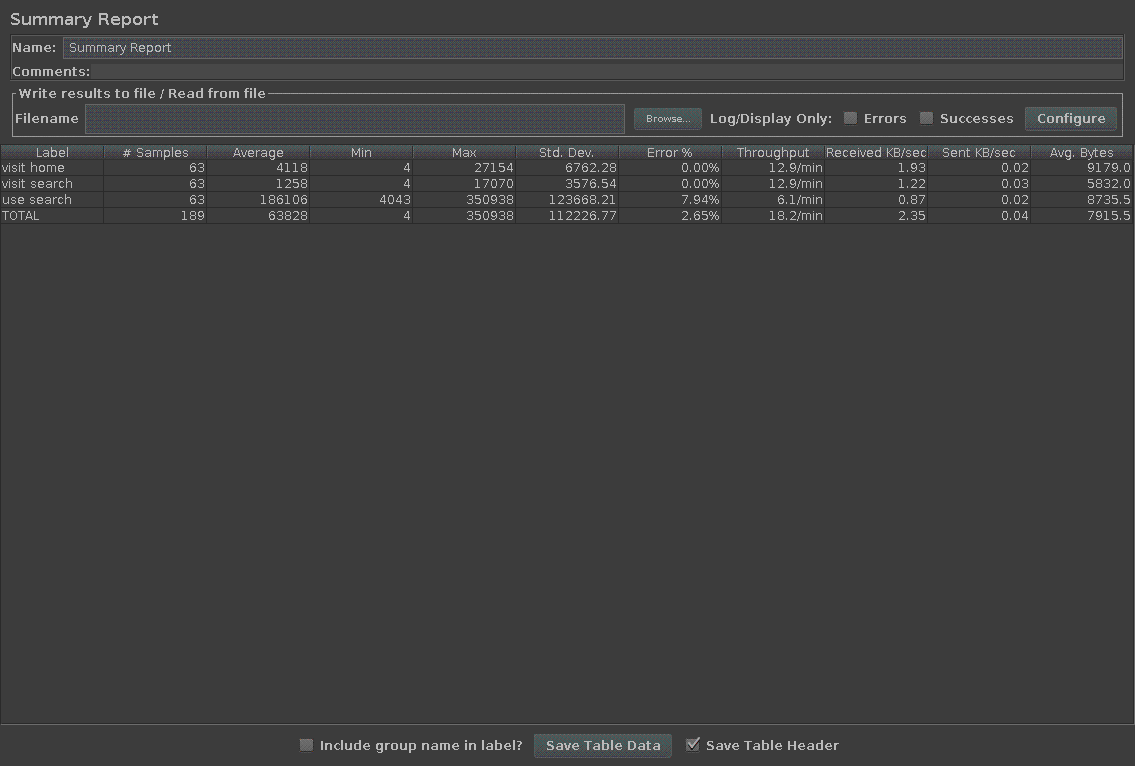 Summary Report
Name: Summary Report
Comments:
Write results to file / Read from file
Filename Browse... Log/Display Only: Errors Successes Configure
Label # Samples Average Min Max Std. Dev. Error % Throughput Received KB/sec Sent KB/sec Avg. Bytes
visit home 63 4118 4 27154 6762.28 0.00% 12.9/min 1.93 0.02 9179.0
visit search 63 1258 4 17070 3576.54 0.00% 12.9/min 1.22 0.03 5832.0
use search 63 186106 4043 350938 123668.21 7.94% 6.1/min 0.87 0.02 8735.5
TOTAL 189 63828 4 350938 112226.77 2.65% 18.2/min 2.35 0.04 7915.5
Include group name in label? Save Table Data Save Table Header